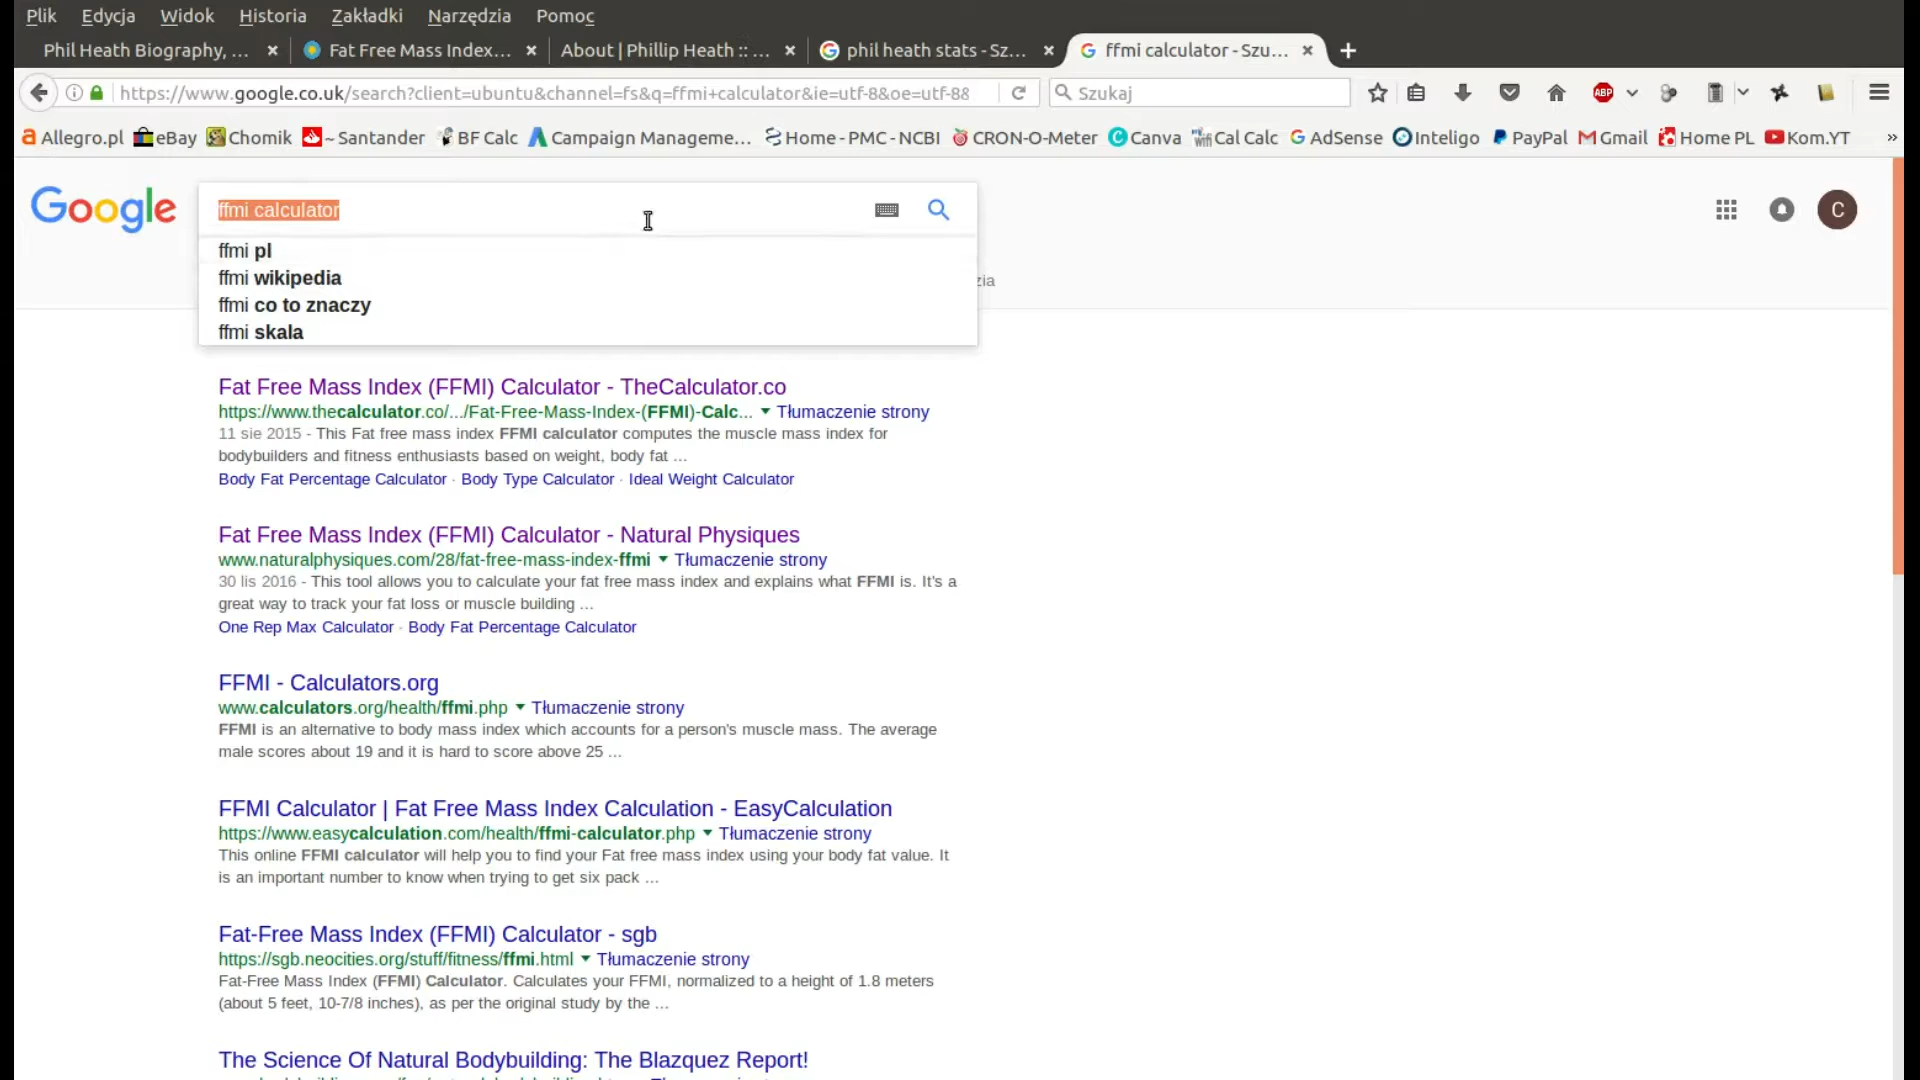 Plik Edycja Widok Historia Zakładki Narzędzia Pomoc
Phil Heath Biography, ... Fat Free Mass Index... About | Phillip Heath :: ... phil heath stats - Sz... ffmi calculator - Szu...
https://www.google.co.uk/search?client=ubuntu&channel=fs&q=ffmi+calculator&ie=utf-8&oe=utf-88 Szukaj ABP
Allegro.pl eBay Chomik ~ Santander BF Calc Campaign Manageme... Home - PMC - NCBI CRON-O-Meter Canva Cal Calc AdSense Inteligo PayPal Gmail Home PL Kom.YT »
Google ffmi calculator C
ffmi pl
ffmi wikipedia
zia
ffmi co to znaczy
ffmi skala
Fat Free Mass Index (FFMI) Calculator - TheCalculator.co
https://www.thecalculator.co/.../Fat-Free-Mass-Index-(FFMI)-Calc... Tłumaczenie strony
11 sie 2015 - This Fat free mass index FFMI calculator computes the muscle mass index for
bodybuilders and fitness enthusiasts based on weight, body fat ...
Body Fat Percentage Calculator · Body Type Calculator · Ideal Weight Calculator
Fat Free Mass Index (FFMI) Calculator - Natural Physiques
www.naturalphysiques.com/28/fat-free-mass-index-ffmi Tłumaczenie strony
30 lis 2016 - This tool allows you to calculate your fat free mass index and explains what FFMI is. It's a
great way to track your fat loss or muscle building ...
One Rep Max Calculator · Body Fat Percentage Calculator
FFMI - Calculators.org
www.calculators.org/health/ffmi.php Tłumaczenie strony
FFMI is an alternative to body mass index which accounts for a person's muscle mass. The average
male scores about 19 and it is hard to score above 25 ...
FFMI Calculator | Fat Free Mass Index Calculation - EasyCalculation
https://www.easycalculation.com/health/ffmi-calculator.php Tłumaczenie strony
This online FFMI calculator will help you to find your Fat free mass index using your body fat value. It
is an important number to know when trying to get six pack ...
Fat-Free Mass Index (FFMI) Calculator - sgb
https://sgb.neocities.org/stuff/fitness/ffmi.html Tłumaczenie strony
Fat-Free Mass Index (FFMI) Calculator. Calculates your FFMI, normalized to a height of 1.8 meters
(about 5 feet, 10-7/8 inches), as per the original study by the ...
The Science Of Natural Bodybuilding: The Blazquez Report!